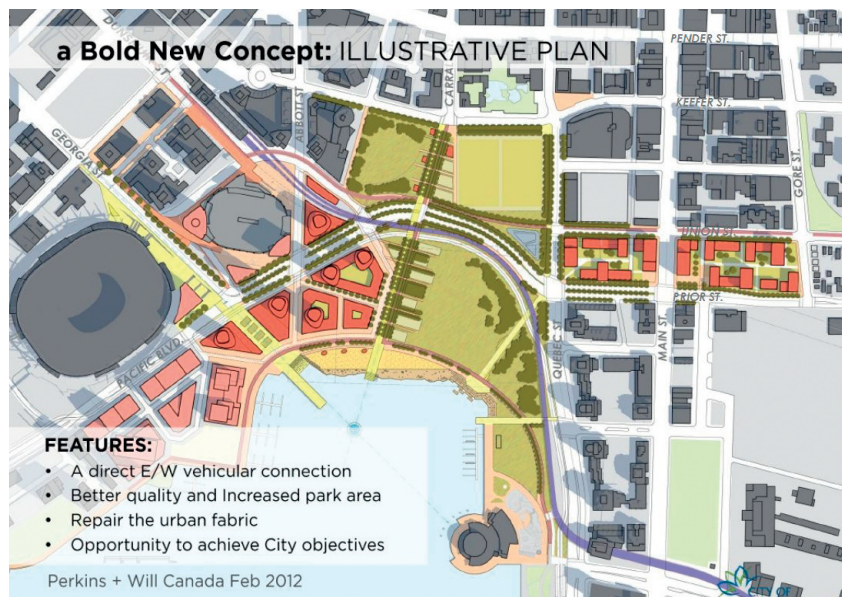 a Bold New Concept: ILLUSTRATIVE PLAN
PENDER ST.
KEEFER ST.
ABBOTT ST
GEORGIA ST.
GORE ST.
UNION ST.
PRIOR ST.
QUEBEC ST.
MAIN ST.
PACIFIC BLVD.
FEATURES:
• A direct E/W vehicular connection
• Better quality and Increased park area
• Repair the urban fabric
• Opportunity to achieve City objectives
Perkins + Will Canada Feb 2012
CITY OF